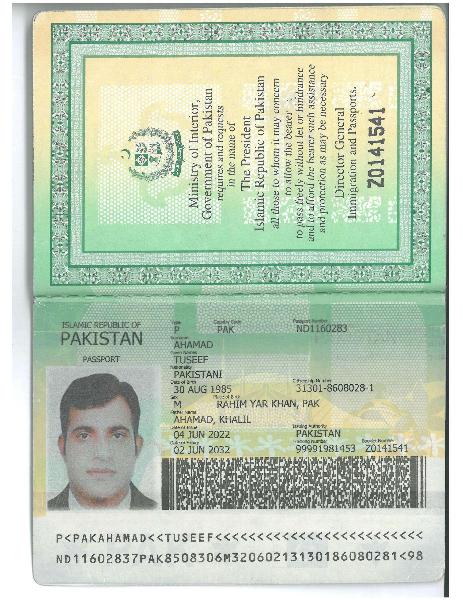 Ministry of Interior,
Government of Pakistan
requires and requests
in the name of
The President
Islamic Republic of Pakistan
all those to whom it may concern
to allow the bearer
to pass freely without let or hindrance
and to afford the bearer such assistance
and protection as may be necessary
Director General
Immigration and Passports.
Z0141541
ISLAMIC REPUBLIC OF
PAKISTAN
PASSPORT
Type Country Code Passport Number
P PAK ND1160283
Surname
AHAMAD
Given Names
TUSEEF
Nationality
PAKISTANI
Date of Birth Citizenship Number
30 AUG 1985 31301-8608028-1
Sex Place of Birth
M RAHIM YAR KHAN, PAK
Father Name
AHAMAD, KHALIL
Date of Issue Issuing Authority
04 JUN 2022 PAKISTAN
Date of Expiry Tracking Number Booklet Number
02 JUN 2032 99991981453 Z0141541
P<PAKAHAMAD<<TUSEEF<<<<<<<<<<<<<<<<<<<<<<<<<
ND11602837PAK8508306M32060213130186080281<98